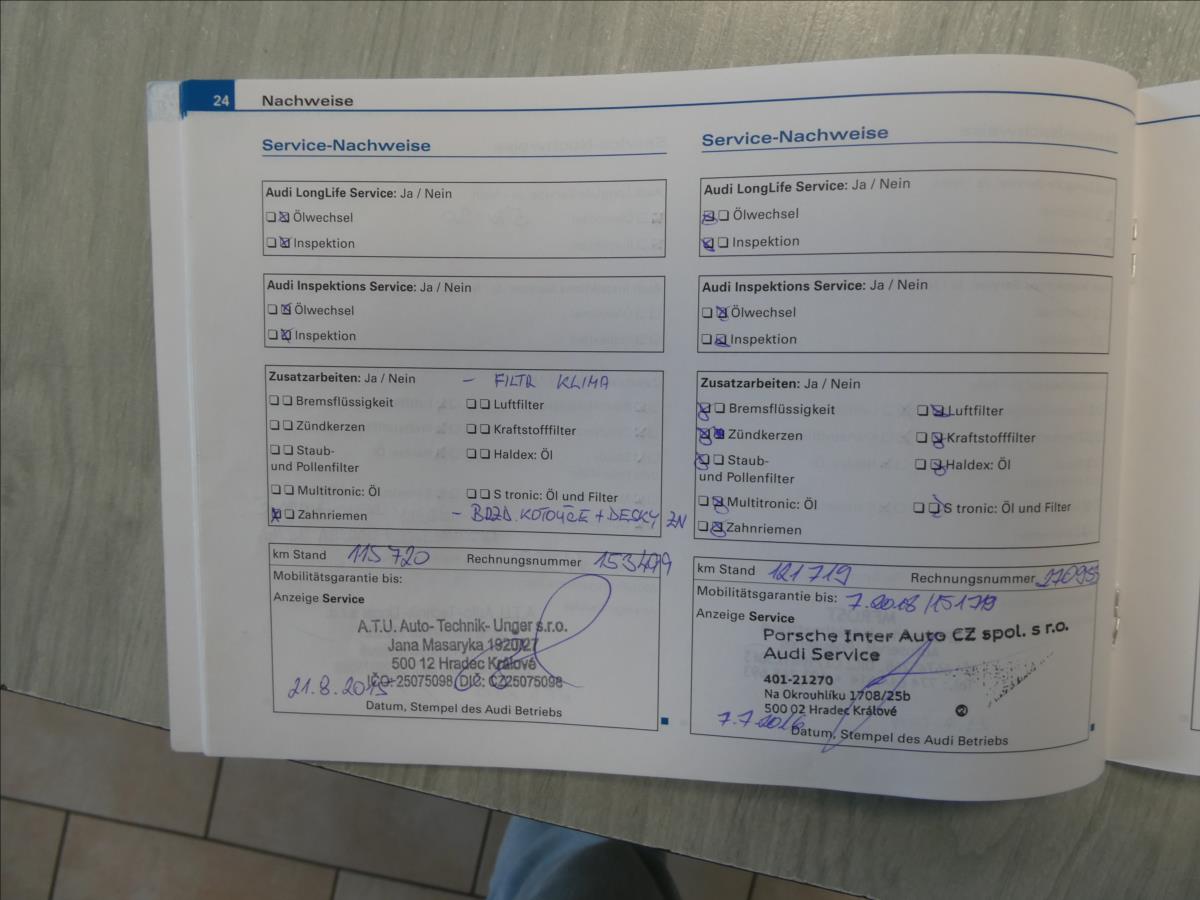 24 Nachweise
Service-Nachweise
Audi LongLife Service: Ja / Nein
Ölwechsel
Inspektion
Audi Inspektions Service: Ja / Nein
Ölwechsel
Inspektion
Zusatzarbeiten: Ja / Nein - FILTR KLIMA
Bremsflüssigkeit Luftfilter
Zündkerzen Kraftstofffilter
Staub- Haldex: Öl
und Pollenfilter
Multitronic: Öl S tronic: Öl und Filter
Zahnriemen - BRZD. KOTOUČE + DESKY ZN
km Stand 115720 Rechnungsnummer 153499
Mobilitätsgarantie bis:
Anzeige Service
A.T.U. Auto-Technik-Unger s.r.o.
Jana Masaryka
500 12 Hradec Králové
IČO: 25075098, DIČ: CZ25075098
21.8.2015
Datum, Stempel des Audi Betriebs
Service-Nachweise
Audi LongLife Service: Ja / Nein
Ölwechsel
Inspektion
Audi Inspektions Service: Ja / Nein
Ölwechsel
Inspektion
Zusatzarbeiten: Ja / Nein
Bremsflüssigkeit Luftfilter
Zündkerzen Kraftstofffilter
Staub- Haldex: Öl
und Pollenfilter
Multitronic: Öl S tronic: Öl und Filter
Zahnriemen
km Stand 121719 Rechnungsnummer
Mobilitätsgarantie bis: 7.2018/151719
Anzeige Service
Porsche Inter Auto CZ spol. s r.o.
Audi Service
401-21270
Na Okrouhlíku 1708/25b
500 02 Hradec Králové
7.7.2016
Datum, Stempel des Audi Betriebs